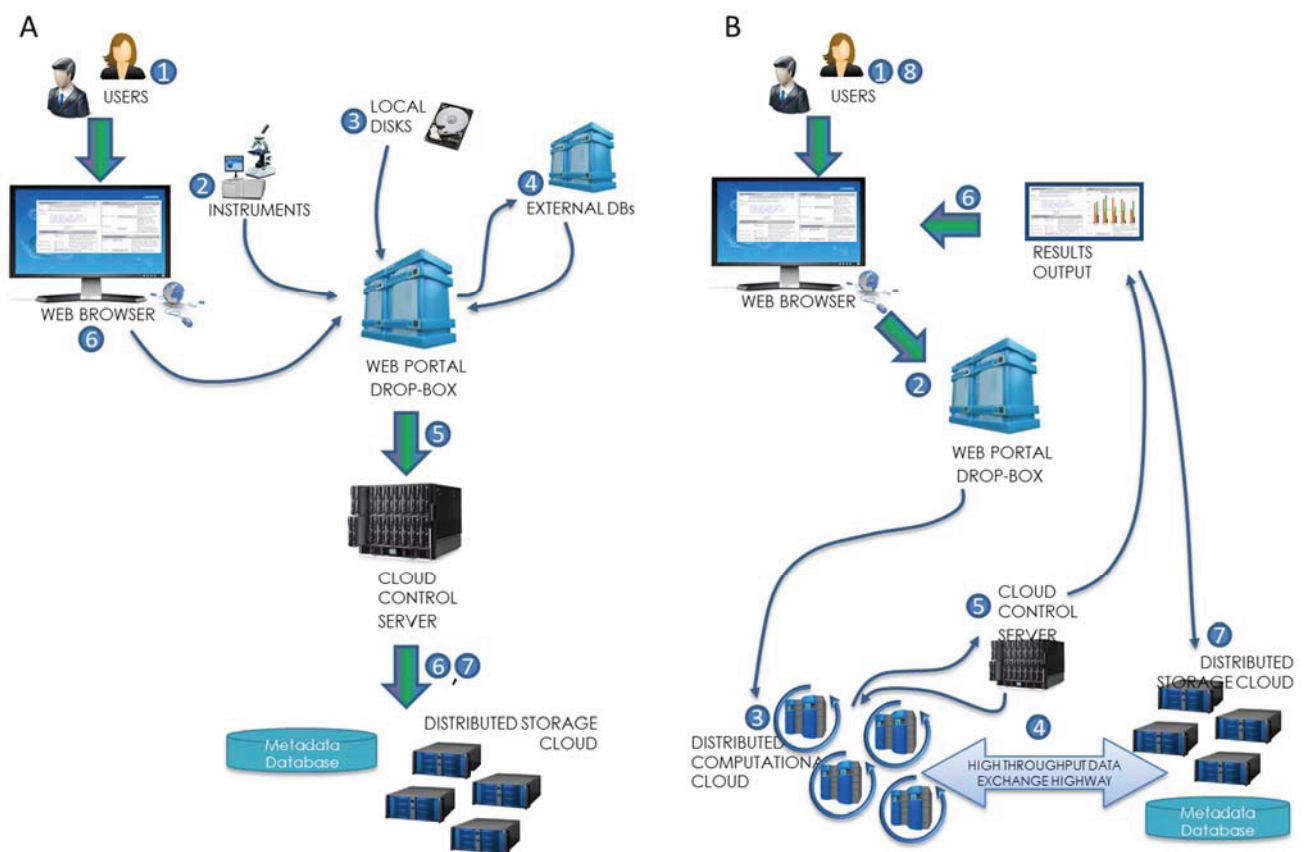 A
1
USERS
2
INSTRUMENTS
3
LOCAL
DISKS
4
EXTERNAL DBs
WEB BROWSER
6
WEB PORTAL
DROP-BOX
5
CLOUD
CONTROL
SERVER
6,7
DISTRIBUTED STORAGE
CLOUD
Metadata
Database
B
1 8
USERS
6
RESULTS
OUTPUT
WEB BROWSER
2
WEB PORTAL
DROP-BOX
5
CLOUD
CONTROL
SERVER
7
DISTRIBUTED
STORAGE CLOUD
3
DISTRIBUTED
COMPUTATIONA
CLOUD
4
HIGH THROUGHPUT DATA
EXCHANGE HIGHWAY
Metadata
Database